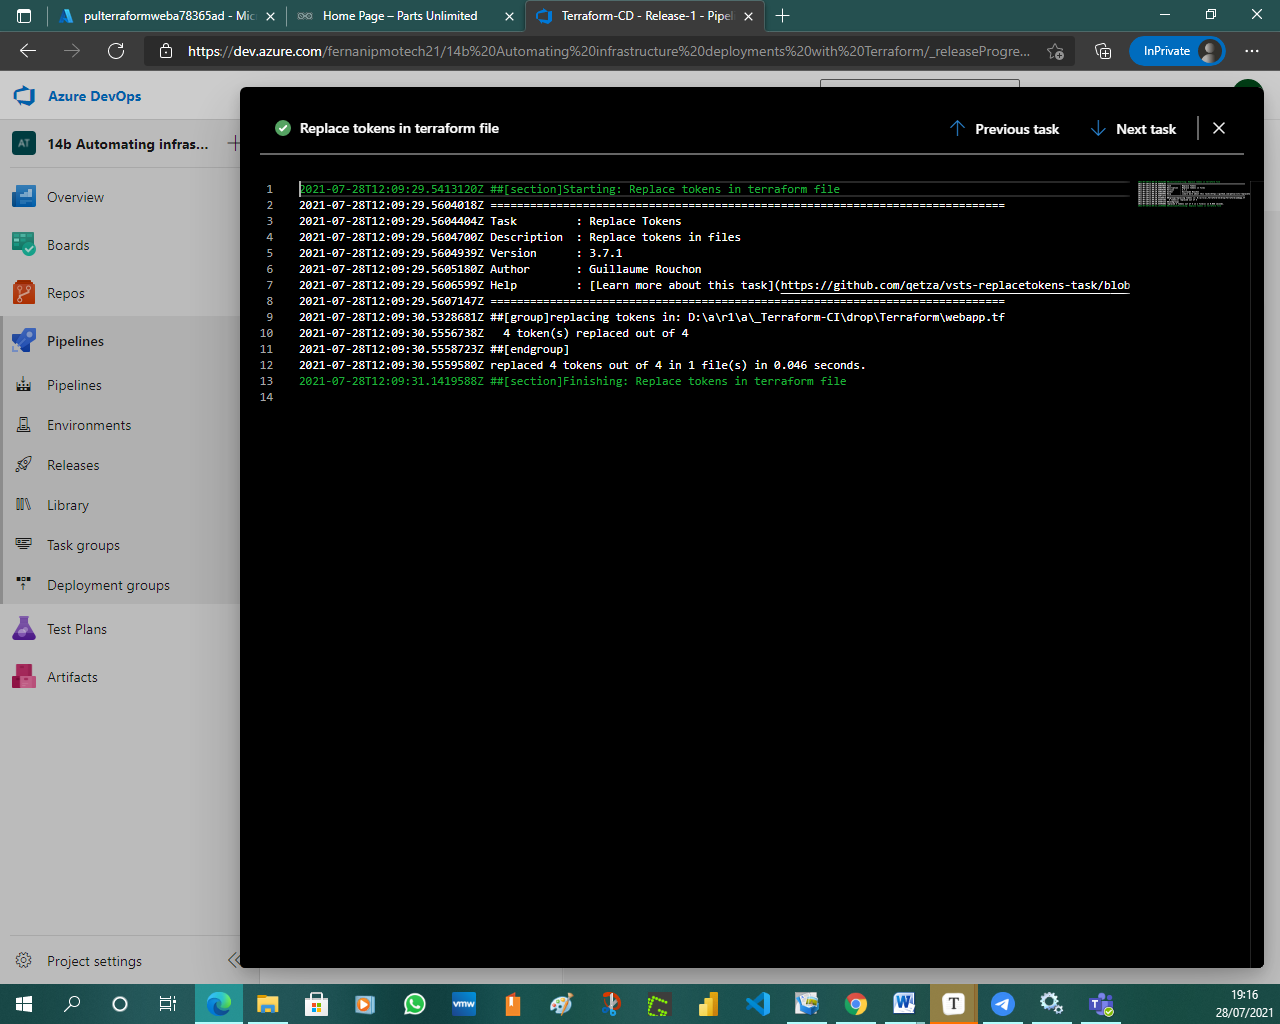 pulterraformweba78365ad - Mic
Home Page – Parts Unlimited
Terraform-CD - Release-1 - Pipel
https://dev.azure.com/fernanipmotech21/14b%20Automating%20infrastructure%20deployments%20with%20Terraform/_releaseProgre...
InPrivate
Azure DevOps
AT
14b Automating infras...
Overview
Boards
Repos
Pipelines
Pipelines
Environments
Releases
Library
Task groups
Deployment groups
Test Plans
Artifacts
Project settings
Replace tokens in terraform file
Previous task
Next task
1 2021-07-28T12:09:29.5413120Z ##[section]Starting: Replace tokens in terraform file
2 2021-07-28T12:09:29.5604018Z ==============================================================================
3 2021-07-28T12:09:29.5604404Z Task         : Replace Tokens
4 2021-07-28T12:09:29.5604700Z Description  : Replace tokens in files
5 2021-07-28T12:09:29.5604939Z Version      : 3.7.1
6 2021-07-28T12:09:29.5605180Z Author       : Guillaume Rouchon
7 2021-07-28T12:09:29.5606599Z Help         : [Learn more about this task](https://github.com/qetza/vsts-replacetokens-task/blob
8 2021-07-28T12:09:29.5607147Z ==============================================================================
9 2021-07-28T12:09:30.5328681Z ##[group]replacing tokens in: D:\a\r1\a\_Terraform-CI\drop\Terraform\webapp.tf
10 2021-07-28T12:09:30.5556738Z   4 token(s) replaced out of 4
11 2021-07-28T12:09:30.5558723Z ##[endgroup]
12 2021-07-28T12:09:30.5559580Z replaced 4 tokens out of 4 in 1 file(s) in 0.046 seconds.
13 2021-07-28T12:09:31.1419588Z ##[section]Finishing: Replace tokens in terraform file
14
vmw
W
T
19:16
28/07/2021